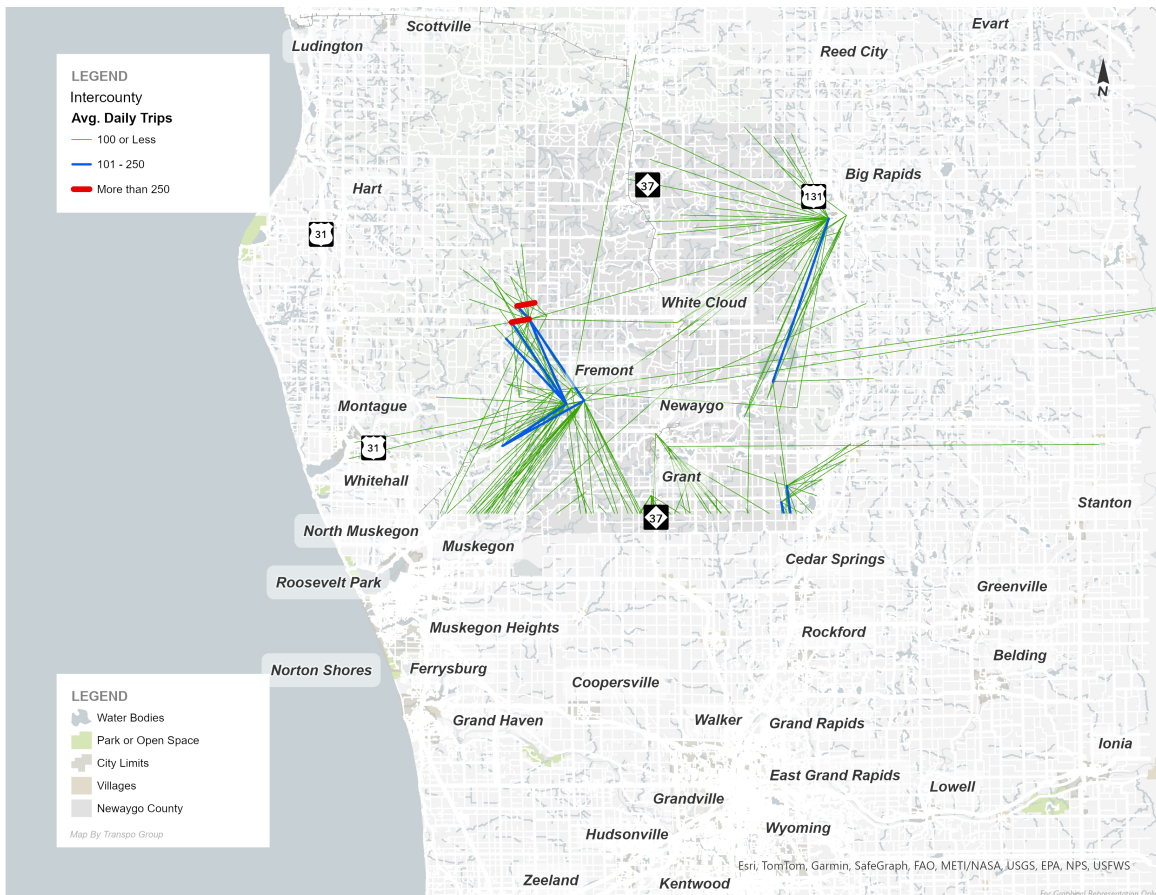 Scottville
Evart
Ludington
Reed City
LEGEND
Intercounty
Avg. Daily Trips
100 or Less
101 - 250
More than 250
N
Hart
37
Big Rapids
131
31
White Cloud
Fremont
Montague
Newaygo
31
Whitehall
Grant
37
Stanton
North Muskegon
Muskegon
Cedar Springs
Roosevelt Park
Greenville
Muskegon Heights
Rockford
Norton Shores
Ferrysburg
Belding
Coopersville
LEGEND
Water Bodies
Park or Open Space
City Limits
Villages
Newaygo County
Map By Transpo Group
Grand Haven
Walker
Grand Rapids
Ionia
East Grand Rapids
Lowell
Grandville
Hudsonville
Wyoming
Esri, TomTom, Garmin, SafeGraph, FAO, METI/NASA, USGS, EPA, NPS, USFWS
Zeeland
Kentwood